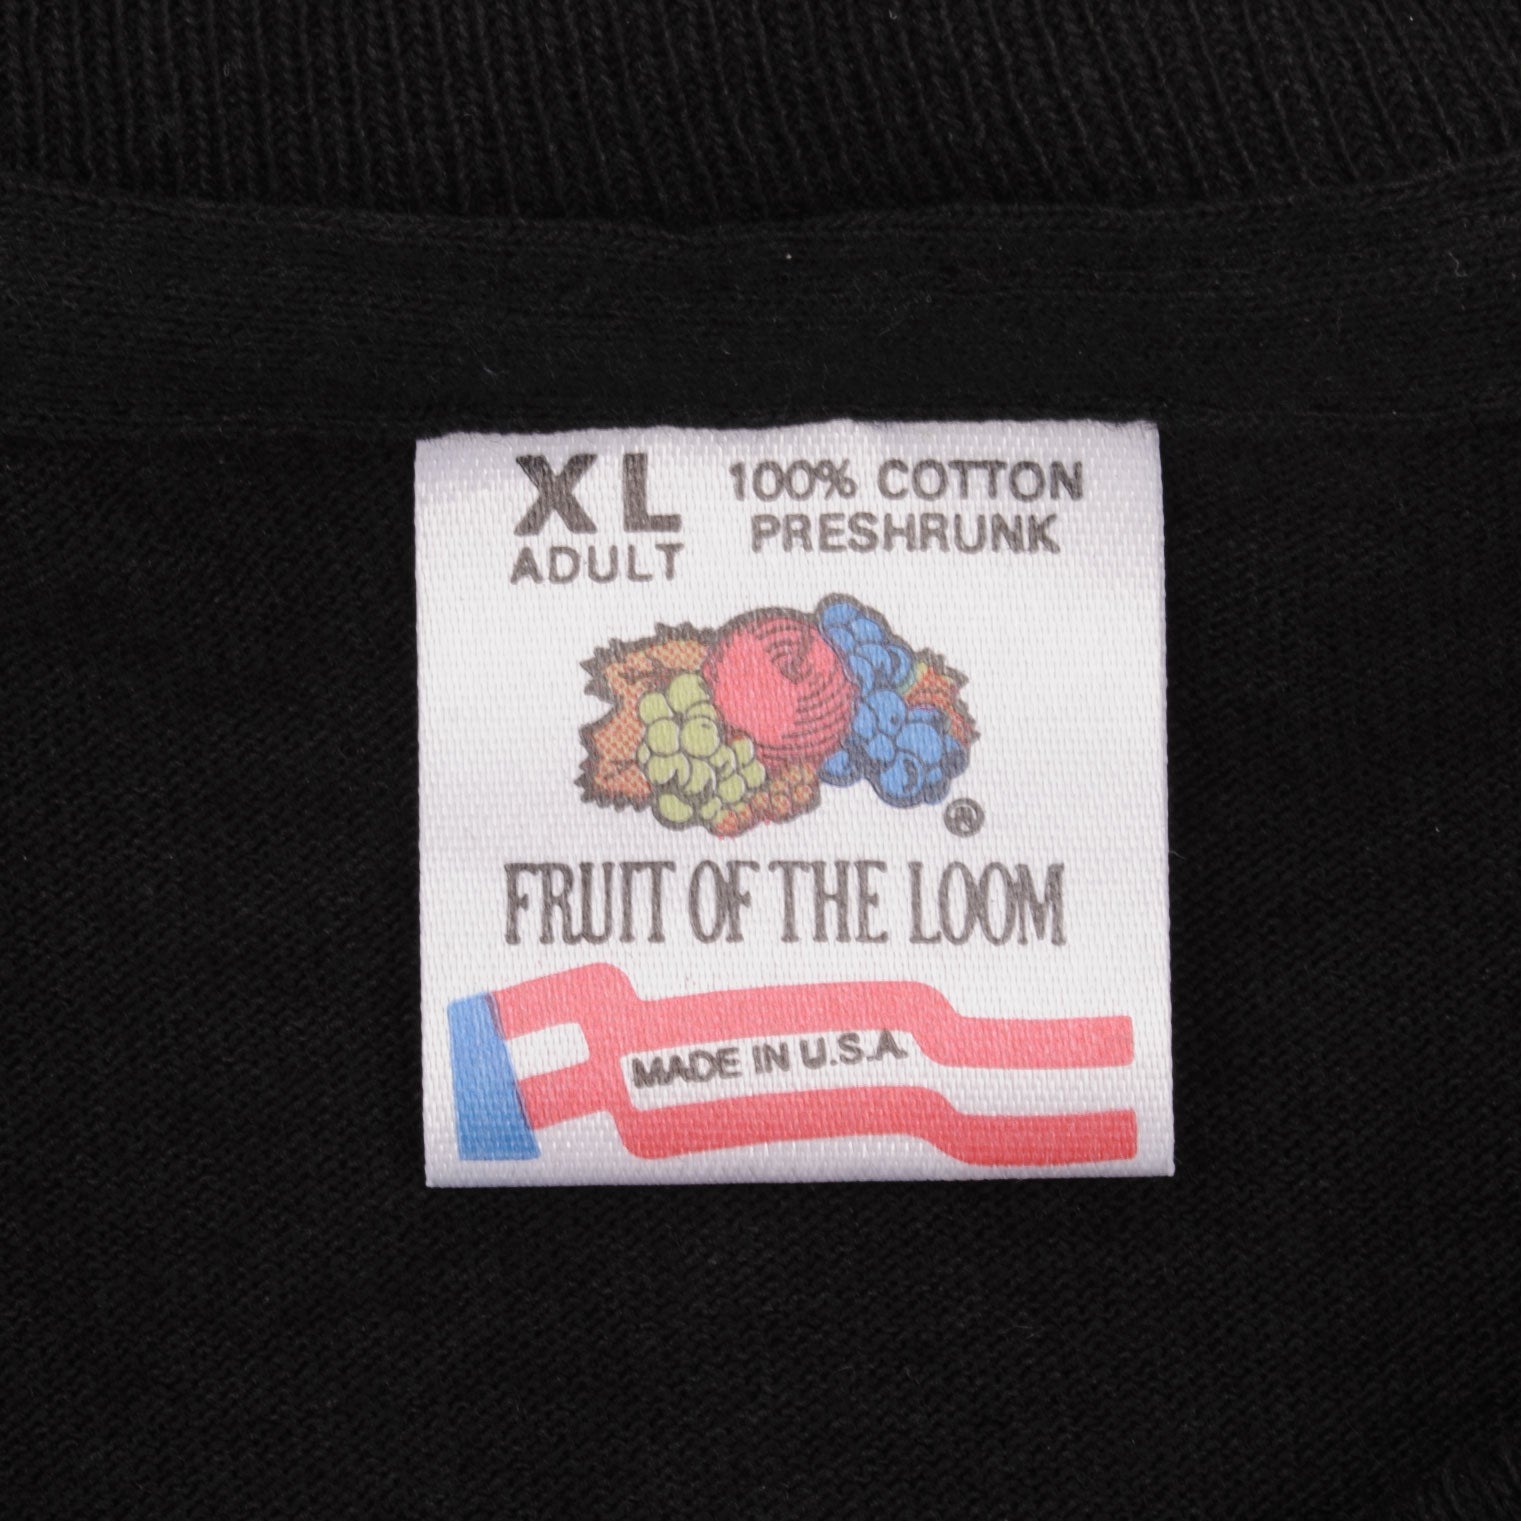 XL
ADULT
100% COTTON
PRESHRUNK
®
FRUIT OF THE LOOM
MADE IN U.S.A.